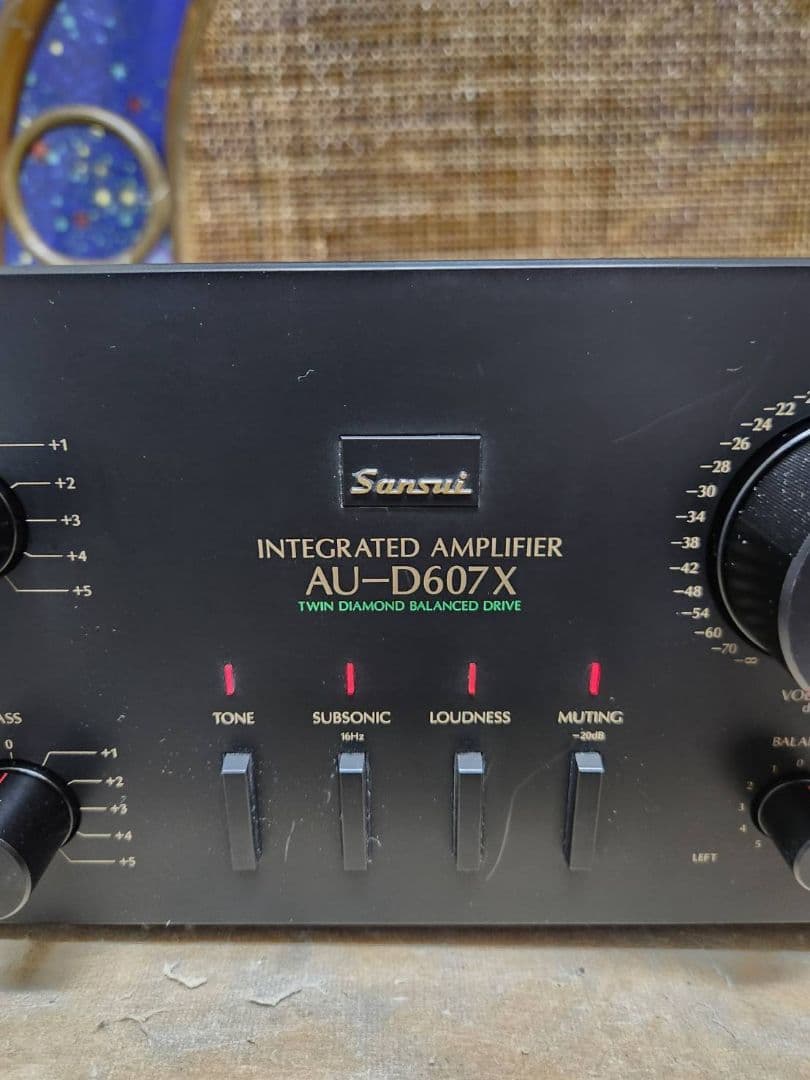 Sansui
INTEGRATED AMPLIFIER
AU-D607X
TWIN DIAMOND BALANCED DRIVE
+1
+2
+3
+4
+5
-22
-24
-26
-28
-30
-34
-38
-42
-48
-54
-60
-70
-∞
TONE
SUBSONIC
16Hz
LOUDNESS
MUTING
-20dB
0
+1
+2
+3
+4
+5
1
0
2
3
4
5
LEFT